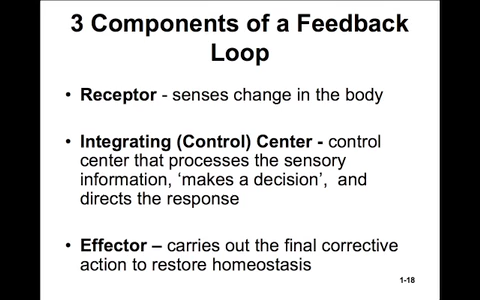 3 Components of a Feedback
Loop
• Receptor - senses change in the body
• Integrating (Control) Center - control
center that processes the sensory
information, ‘makes a decision’,  and
directs the response
• Effector – carries out the final corrective
action to restore homeostasis
1-18